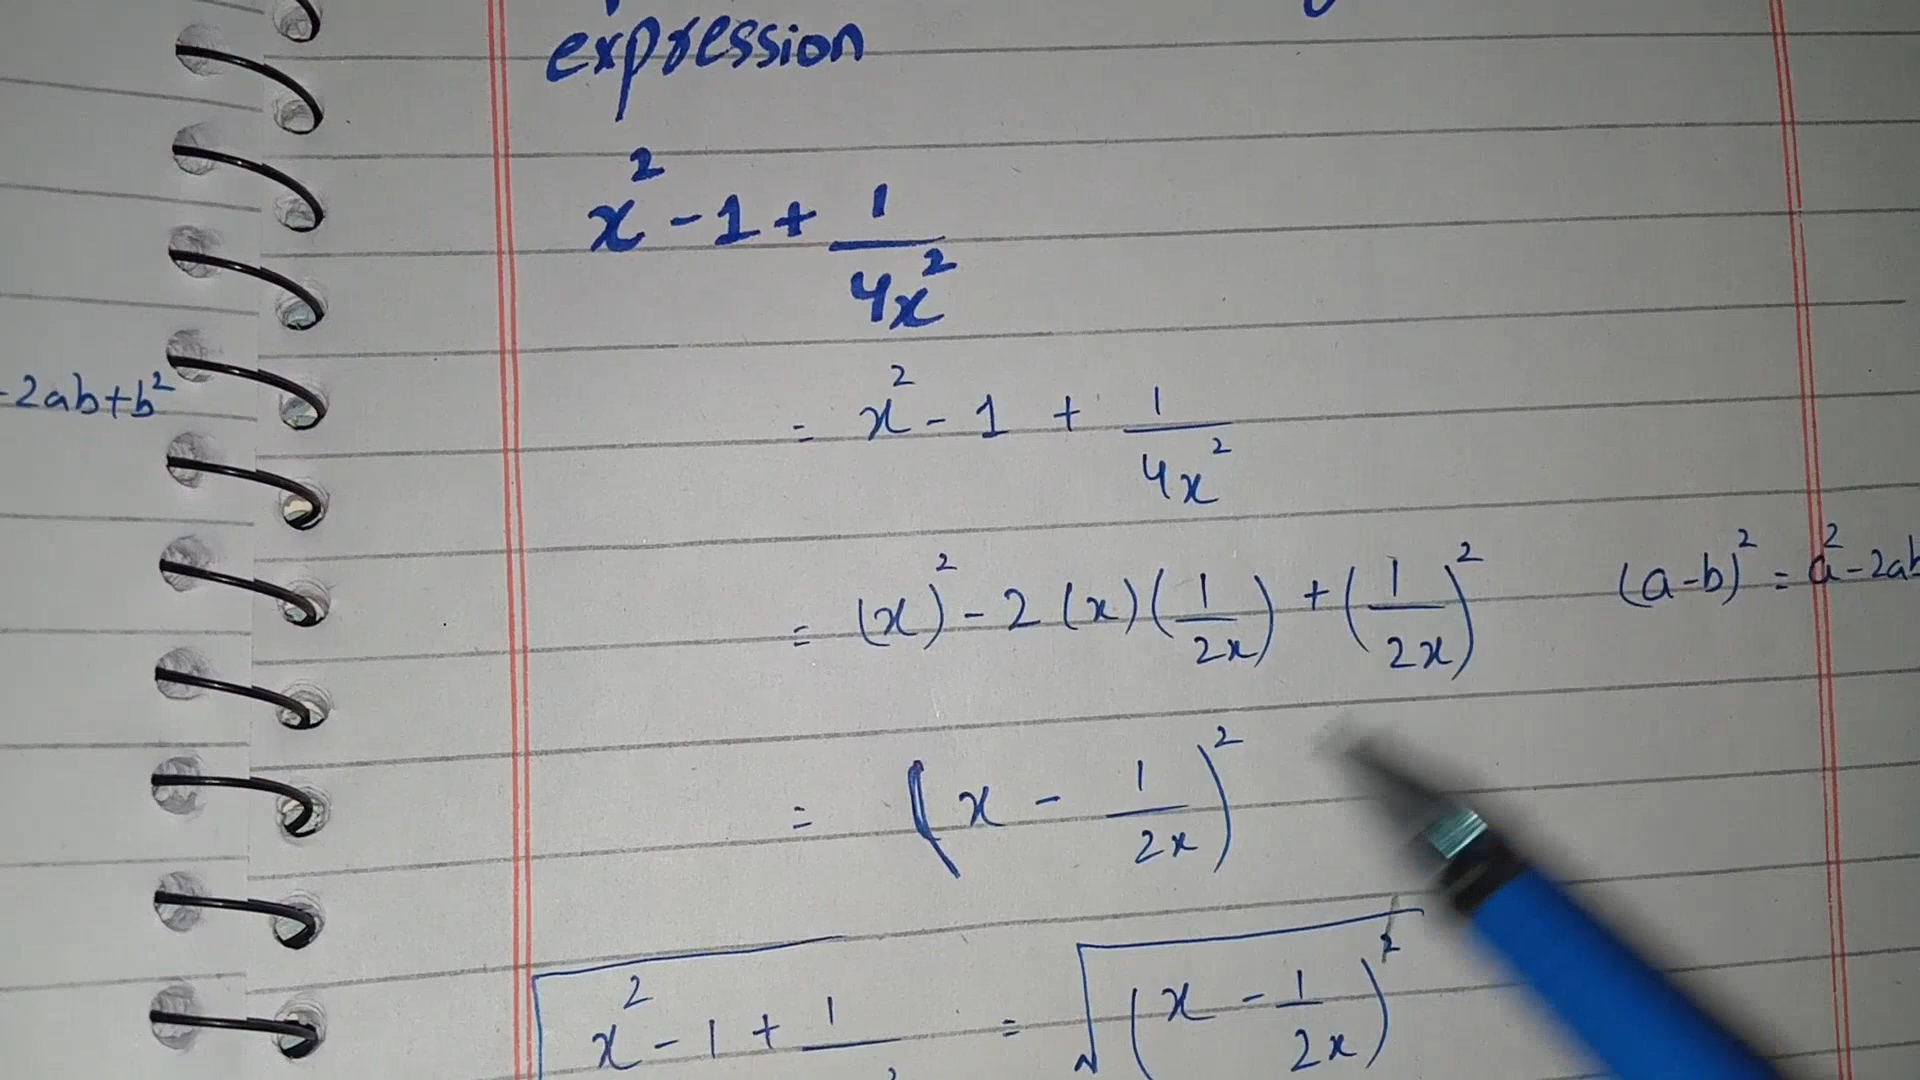 expression
x² - 1 + 1/4x²
-2ab+b²
= x² - 1 + 1/4x²
= (x)² - 2 (x)(1/2x) + (1/2x)² (a-b)² = a² - 2ab
= (x - 1/2x)²
√x² - 1 + 1 = √(x - 1/2x)²